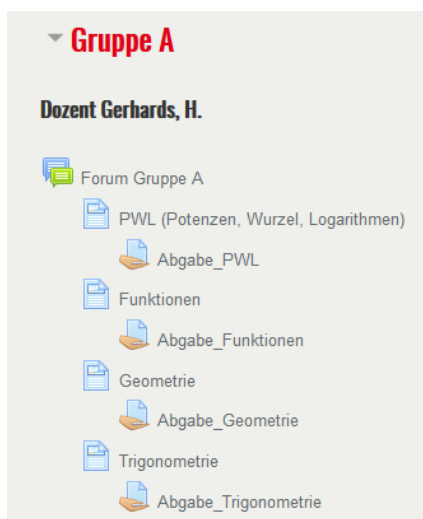 Gruppe A
Dozent Gerhards, H.
Forum Gruppe A
PWL (Potenzen, Wurzel, Logarithmen)
Abgabe_PWL
Funktionen
Abgabe_Funktionen
Geometrie
Abgabe_Geometrie
Trigonometrie
Abgabe_Trigonometrie